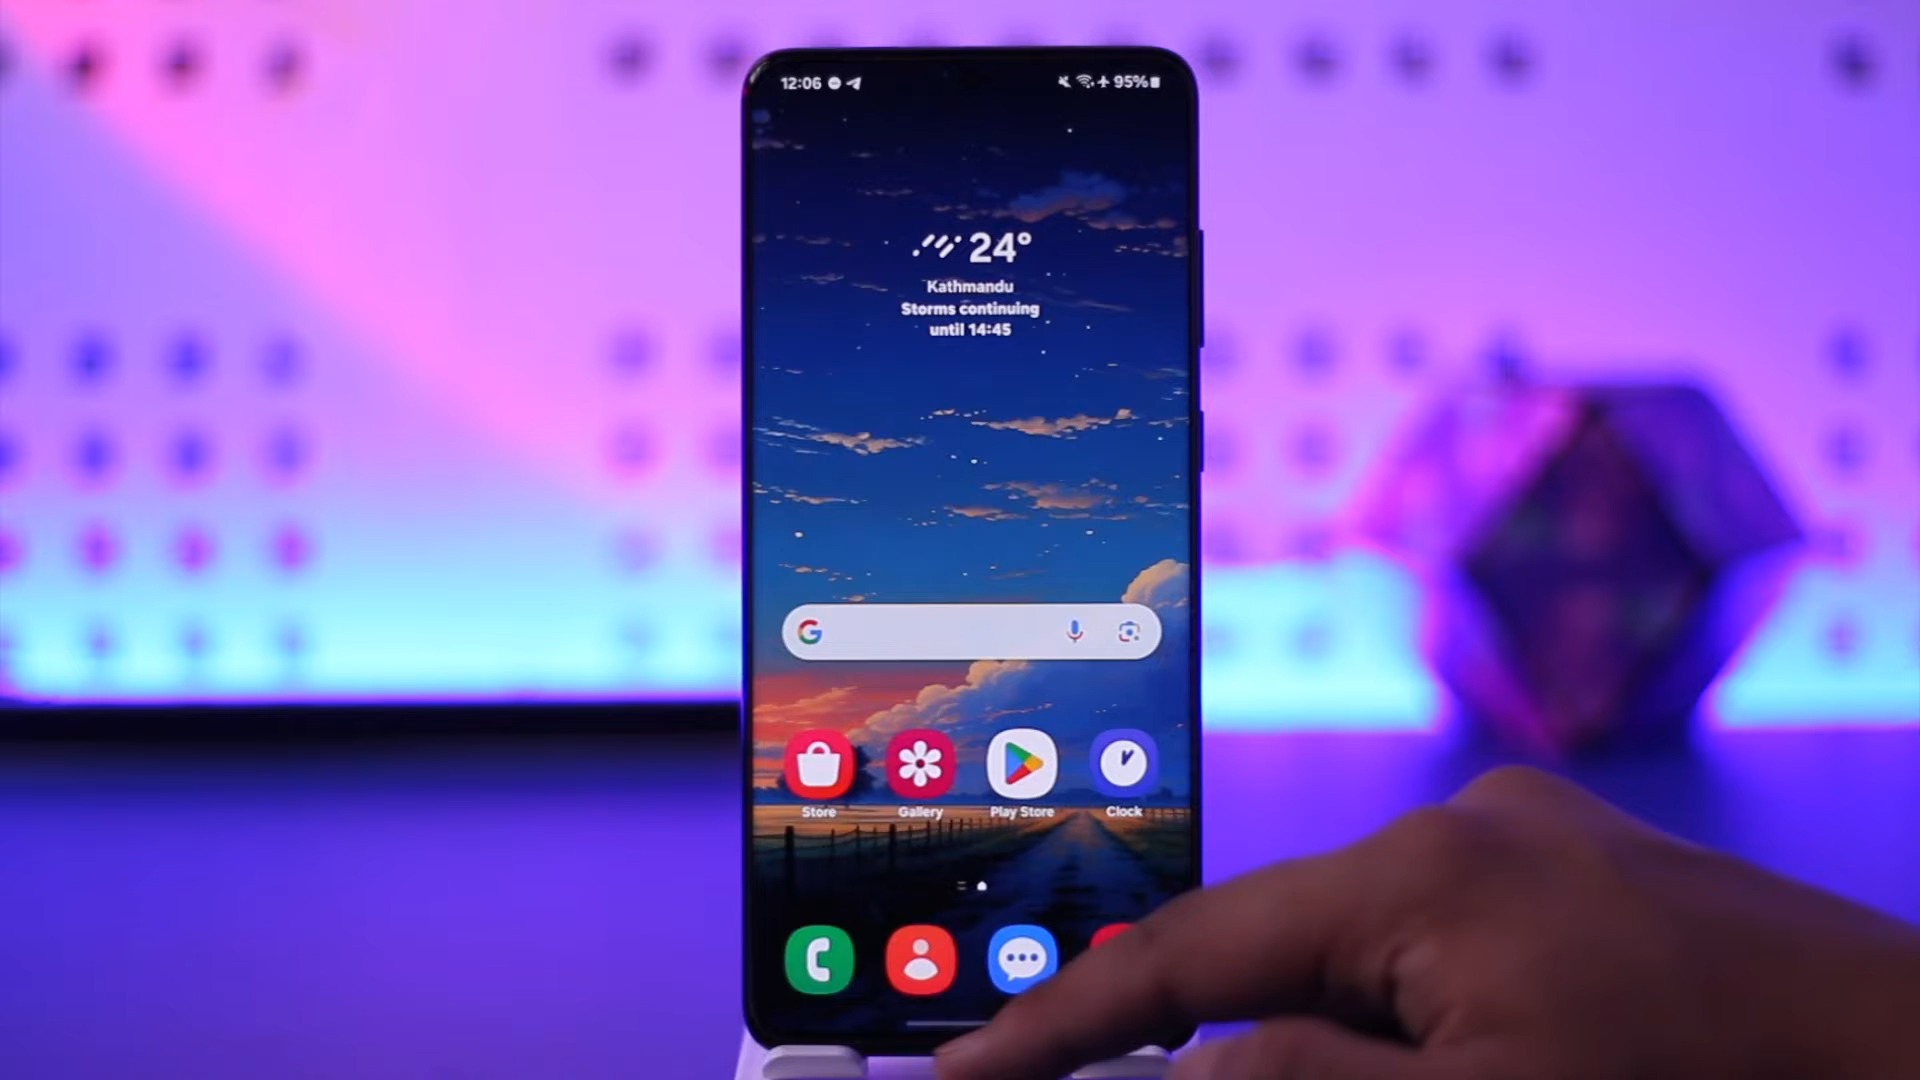 12:06
95%
24°
Kathmandu
Storms continuing
until 14:45
Store
Gallery
Play Store
Clock